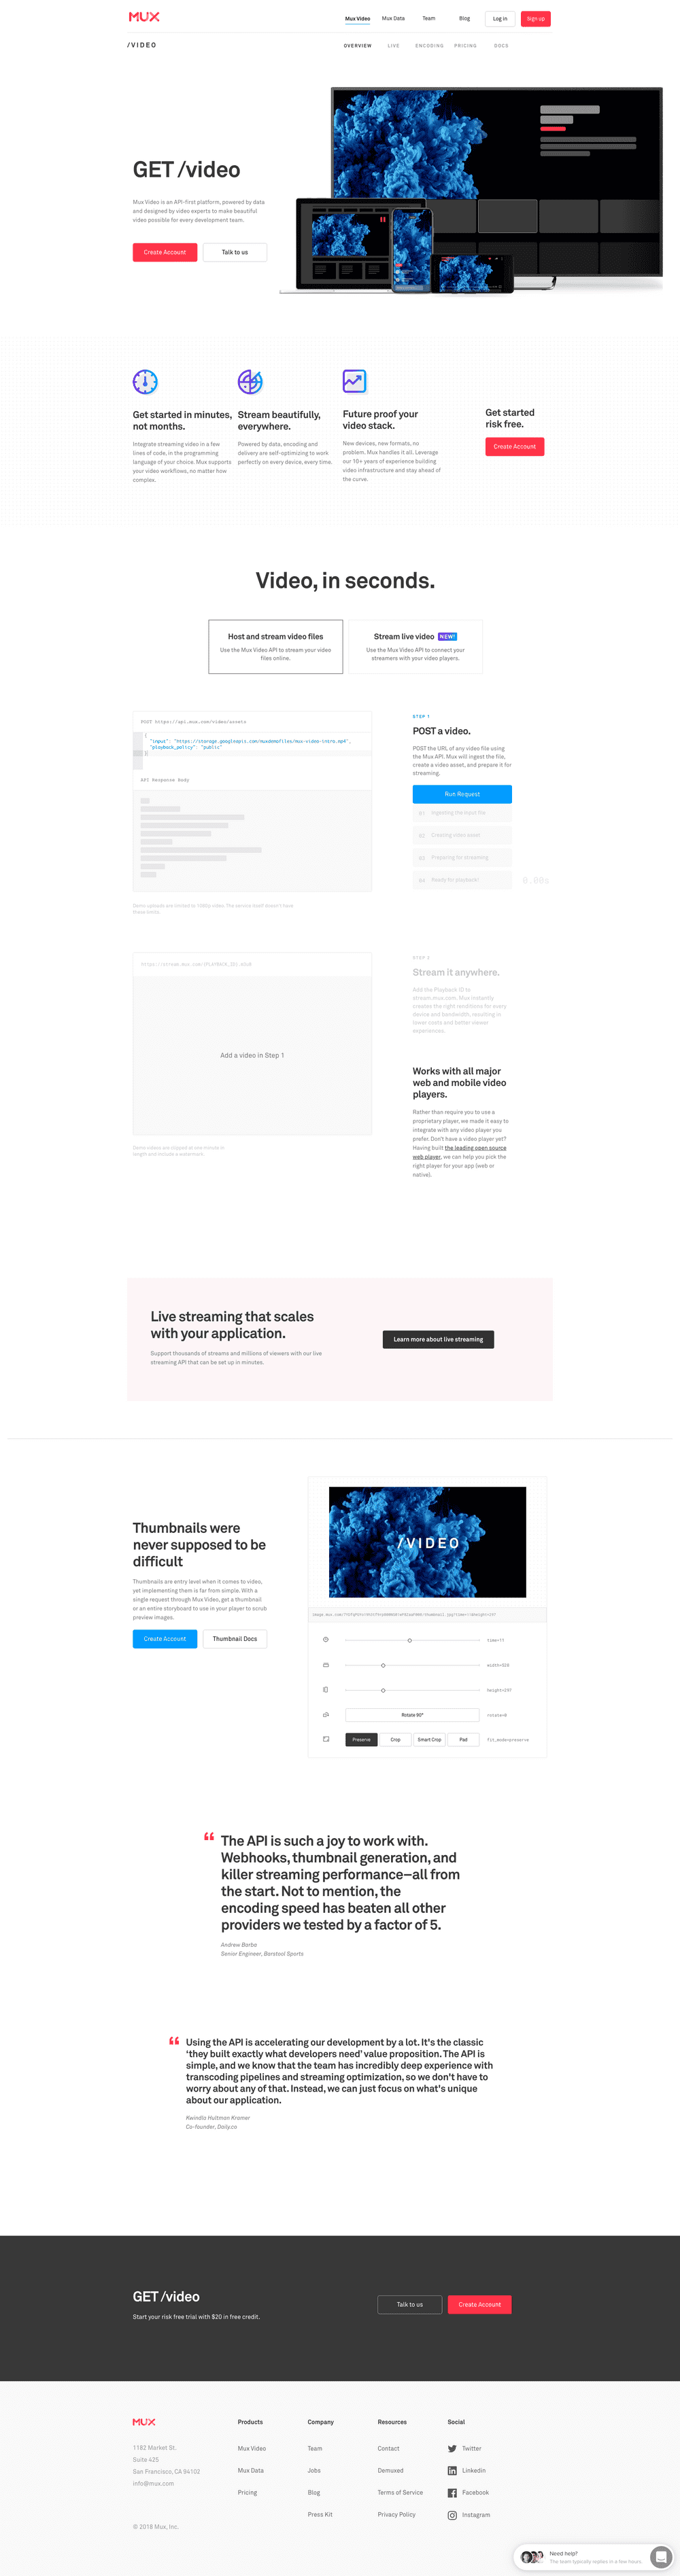 MUX
Mux Video
Mux Data
Team
Blog
Log in
Sign up
/VIDEO
OVERVIEW
LIVE
ENCODING
PRICING
DOCS
GET /video
Mux Video is an API-first platform, powered by data
and designed by video experts to make beautiful
video possible for every development team.
Create Account
Talk to us
Get started in minutes,
not months.
Integrate streaming video in a few
lines of code, in the programming
language of your choice. Mux supports
your video workflows, no matter how
complex.
Stream beautifully,
everywhere.
Powered by data, encoding and
delivery are self-optimizing to work
perfectly on every device, every time.
Future proof your
video stack.
New devices, new formats, no
problem. Mux handles it all. Leverage
our 10+ years of experience building
video infrastructure and stay ahead of
the curve.
Get started
risk free.
Create Account
Video, in seconds.
Host and stream video files
Use the Mux Video API to stream your video
files online.
Stream live video NEW!
Use the Mux Video API to connect your
streamers with your video players.
POST https://api.mux.com/video/assets
{
"input": "https://storage.googleapis.com/muxdemofiles/mux-video-intro.mp4",
"playback_policy": "public"
}
API Response Body
Demo uploads are limited to 1080p video. The service itself doesn't have
these limits.
STEP 1
POST a video.
POST the URL of any video file using
the Mux API. Mux will ingest the file,
create a video asset, and prepare it for
streaming.
Run Request
01 Ingesting the input file
02 Creating video asset
03 Preparing for streaming
04 Ready for playback!
0.00s
Add a video in Step 1
Demo videos are clipped at one minute in
length and include a watermark.
STEP 2
Stream it anywhere.
Add the Playback ID to
stream.mux.com. Mux instantly
creates the right renditions for every
device and bandwidth, resulting in
lower costs and better viewer
experiences.
Works with all major
web and mobile video
players.
Rather than require you to use a
proprietary player, we made it easy to
integrate with any video player you
prefer. Don't have a video player yet?
Having built the leading open source
web player, we can help you pick the
right player for your app (web or
native).
Live streaming that scales
with your application.
Support thousands of streams and millions of viewers with our live
streaming API that can be set up in minutes.
Learn more about live streaming
Thumbnails were
never supposed to be
difficult
Thumbnails are entry level when it comes to video,
yet implementing them is far from simple. With a
single request through Mux Video, get a thumbnail
or an entire storyboard to use in your player to scrub
preview images.
Create Account
Thumbnail Docs
/VIDEO
time=11
width=528
height=297
Rotate 90°
rotate=0
Preserve
Crop
Smart Crop
Pad
fit_mode=preserve
“ The API is such a joy to work with.
Webhooks, thumbnail generation, and
killer streaming performance–all from
the start. Not to mention, the
encoding speed has beaten all other
providers we tested by a factor of 5.
Andrew Barba
Senior Engineer, Barstool Sports
“ Using the API is accelerating our development by a lot. It's the classic
'they built exactly what developers need' value proposition. The API is
simple, and we know that the team has incredibly deep experience with
transcoding pipelines and streaming optimization, so we don't have to
worry about any of that. Instead, we can just focus on what's unique
about our application.
Kwindla Hultman Kramer
Co-founder, Daily.co
GET /video
Start your risk free trial with $20 in free credit.
Talk to us
Create Account
MUX
1182 Market St.
Suite 425
San Francisco, CA 94102
info@mux.com
© 2018 Mux, Inc.
Products
Mux Video
Mux Data
Pricing
Company
Team
Jobs
Blog
Press Kit
Resources
Contact
Demuxed
Terms of Service
Privacy Policy
Social
Twitter
Linkedin
Facebook
Instagram
Need help?
The team typically replies in a few hours.